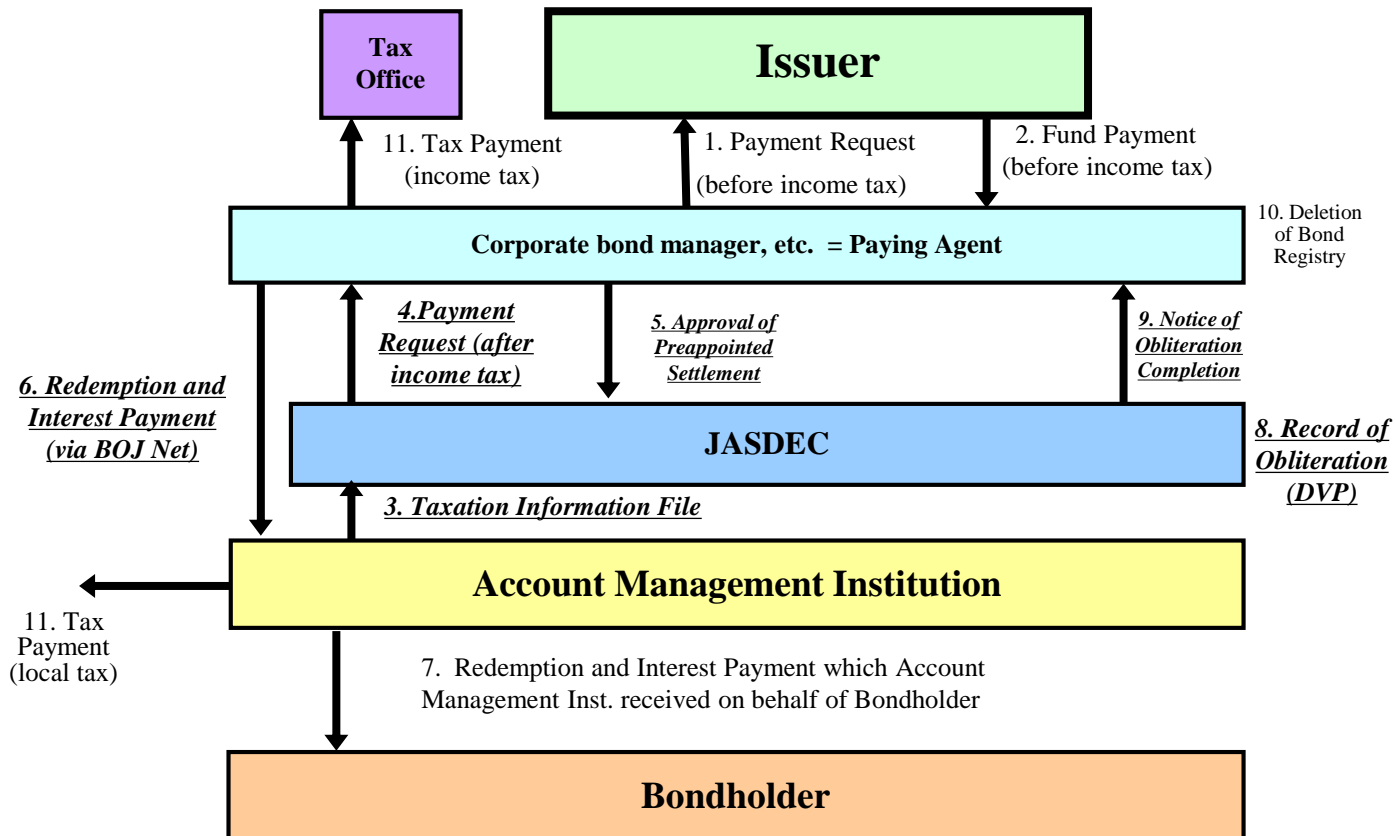 Tax
Office
Issuer
11. Tax Payment
(income tax)
1. Payment Request
(before income tax)
2. Fund Payment
(before income tax)
Corporate bond manager, etc. = Paying Agent
10. Deletion
of Bond
Registry
4.Payment
Request (after
income tax)
5. Approval of
Preappointed
Settlement
9. Notice of
Obliteration
Completion
6. Redemption and
Interest Payment
(via BOJ Net)
JASDEC
8. Record of
Obliteration
(DVP)
3. Taxation Information File
Account Management Institution
11. Tax
Payment
(local tax)
7. Redemption and Interest Payment which Account
Management Inst. received on behalf of Bondholder
Bondholder